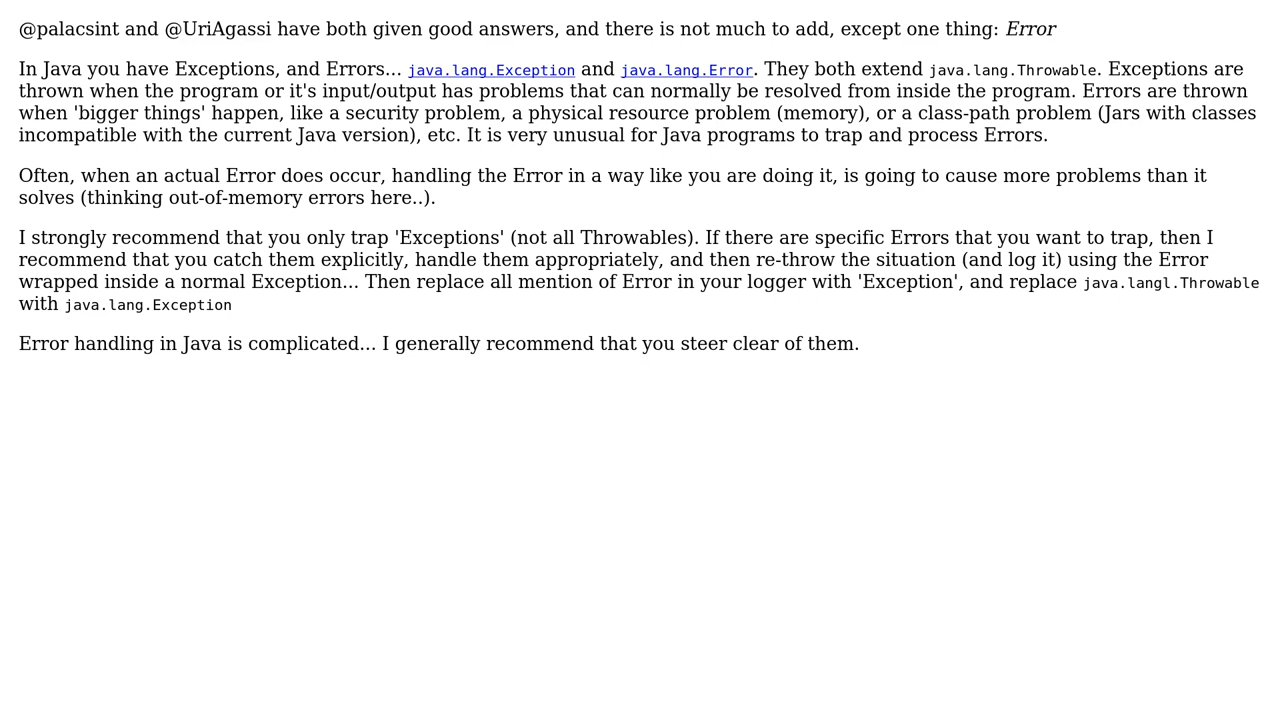 @palacsint and @UriAgassi have both given good answers, and there is not much to add, except one thing: Error
In Java you have Exceptions, and Errors... java.lang.Exception and java.lang.Error. They both extend java.lang.Throwable. Exceptions are
thrown when the program or it's input/output has problems that can normally be resolved from inside the program. Errors are thrown
when 'bigger things' happen, like a security problem, a physical resource problem (memory), or a class-path problem (Jars with classes
incompatible with the current Java version), etc. It is very unusual for Java programs to trap and process Errors.
Often, when an actual Error does occur, handling the Error in a way like you are doing it, is going to cause more problems than it
solves (thinking out-of-memory errors here..).
I strongly recommend that you only trap 'Exceptions' (not all Throwables). If there are specific Errors that you want to trap, then I
recommend that you catch them explicitly, handle them appropriately, and then re-throw the situation (and log it) using the Error
wrapped inside a normal Exception... Then replace all mention of Error in your logger with 'Exception', and replace java.langl.Throwable
with java.lang.Exception
Error handling in Java is complicated... I generally recommend that you steer clear of them.